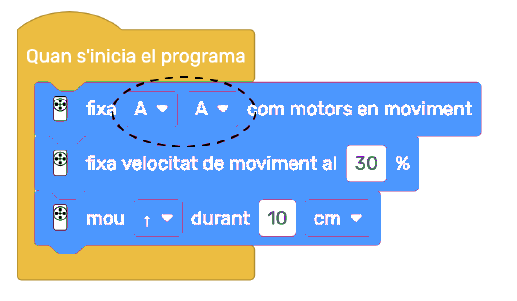 Quan s'inicia el programa
fixa A A com motors en moviment
fixa velocitat de moviment al 30 %
mou ↑ durant 10 cm